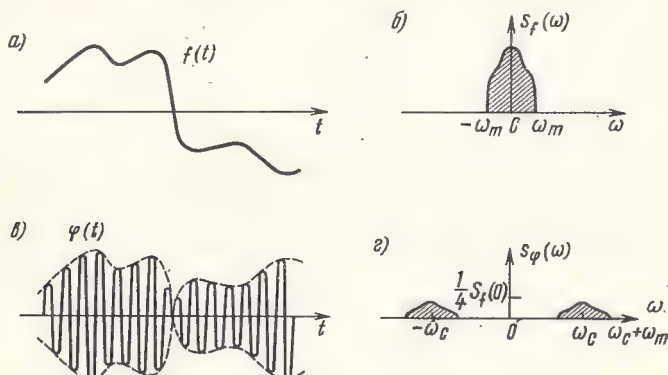 а)
f(t)
t
б)
S_f(ω)
-ω_m 0 ω_m
ω
в)
φ(t)
t
г)
S_φ(ω)
1/4 S_f(0)
ω
-ω_c 0 ω_c ω_c+ω_m